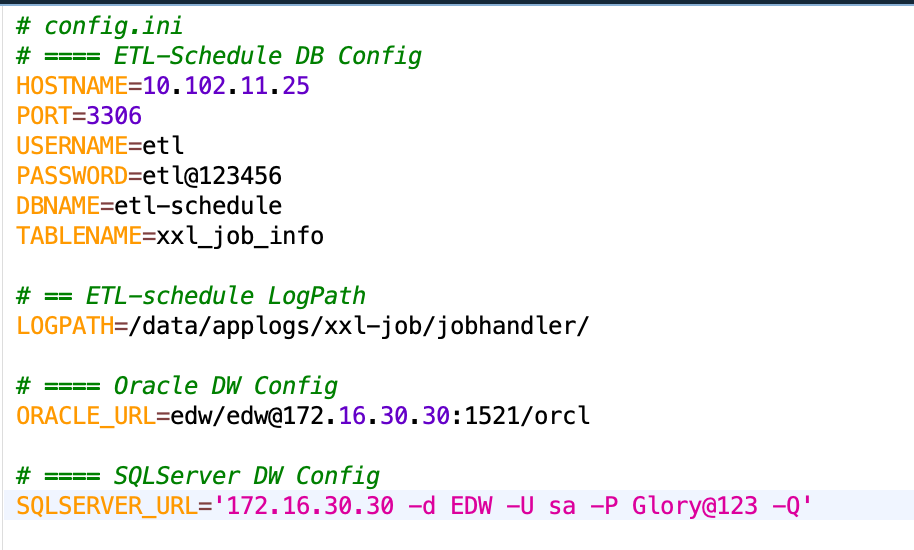 # config.ini
# ==== ETL-Schedule DB Config
HOSTNAME=10.102.11.25
PORT=3306
USERNAME=etl
PASSWORD=etl@123456
DBNAME=etl-schedule
TABLENAME=xxl_job_info
# == ETL-schedule LogPath
LOGPATH=/data/applogs/xxl-job/jobhandler/
# ==== Oracle DW Config
ORACLE_URL=edw/edw@172.16.30.30:1521/orcl
# ==== SQLServer DW Config
SQLSERVER_URL='172.16.30.30 -d EDW -U sa -P Glory@123 -Q'